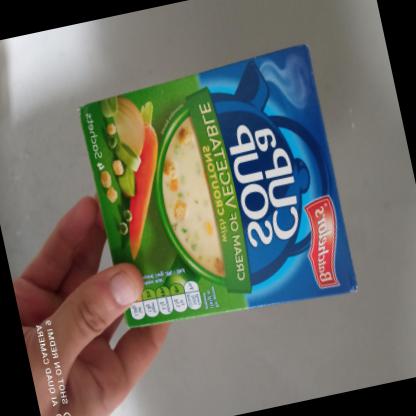 Batchelors
CUP a
SOUP
CREAM OF VEGETABLE
WITH CROUTONS
4 Sachets
SHOT ON REDMI 9
AI QUAD CAMERA